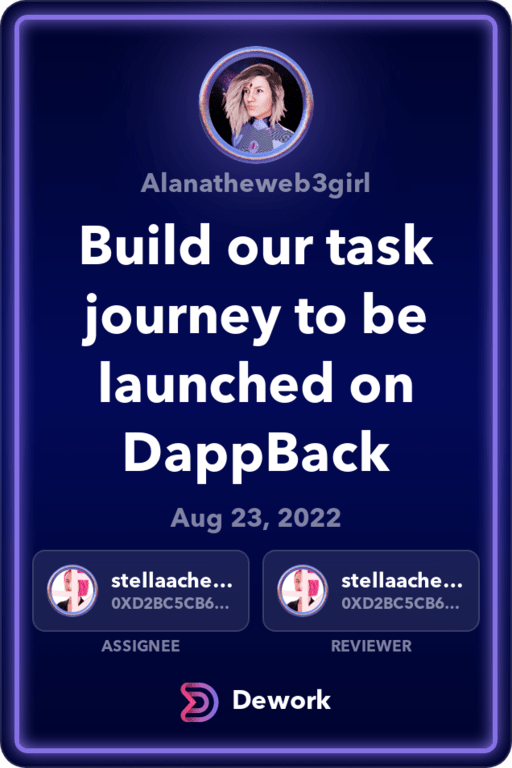 Alanatheweb3girl
Build our task
journey to be
launched on
DappBack
Aug 23, 2022
stellaache...
0XD2BC5CB6...
ASSIGNEE
stellaache...
0XD2BC5CB6...
REVIEWER
Dework